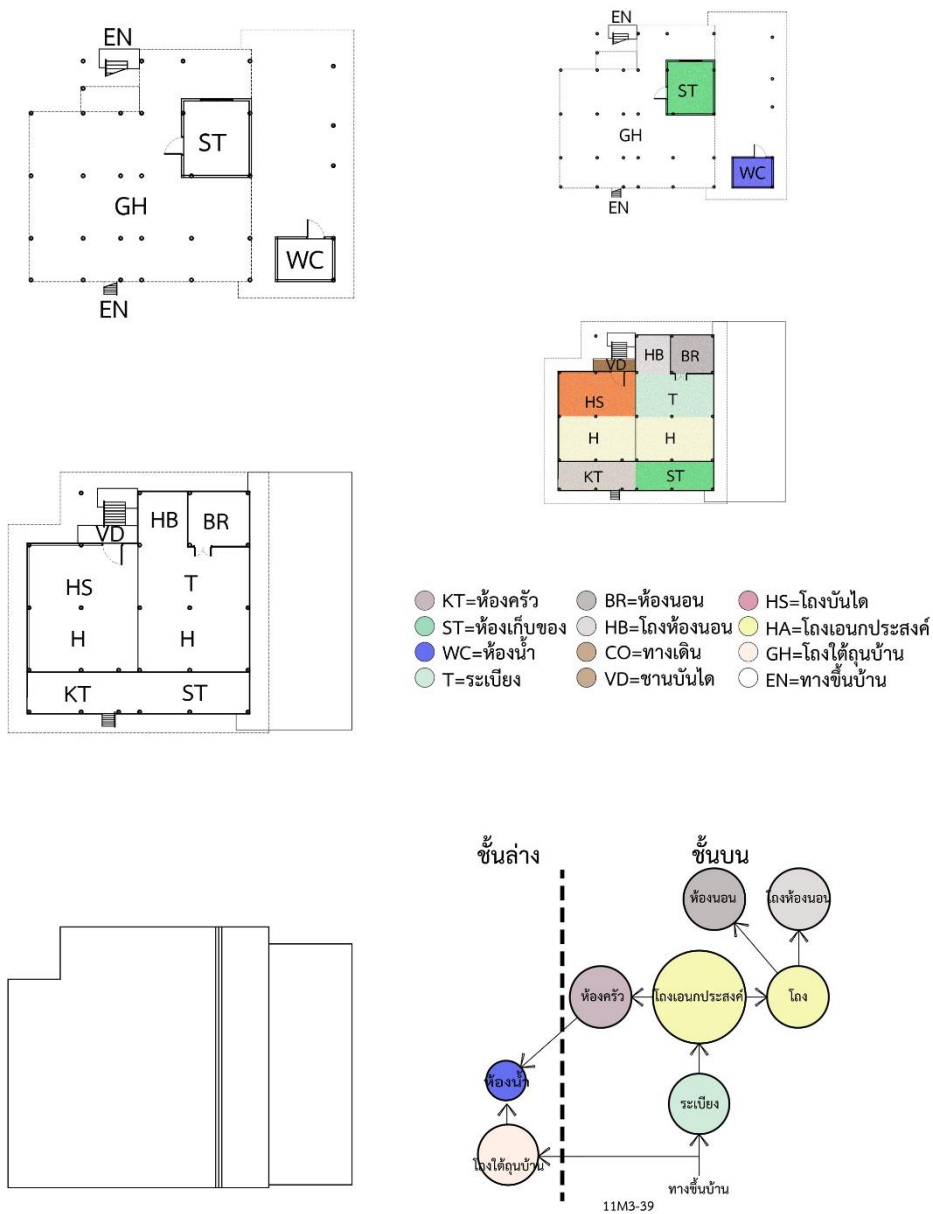 EN
ST
GH
WC
EN
EN
ST
GH
WC
EN
HB BR
VD
HS T
H H
KT ST
HB BR
VD
HS T
H H
KT ST
KT=ห้องครัว BR=ห้องนอน HS=โถงบันได
ST=ห้องเก็บของ HB=โถงห้องนอน HA=โถงเอนกประสงค์
WC=ห้องน้ำ CO=ทางเดิน GH=โถงใต้ถุนบ้าน
T=ระเบียง VD=ชานบันได EN=ทางขึ้นบ้าน
ชั้นล่าง ชั้นบน
ห้องนอน โถงห้องนอน
ห้องครัว โถงเอนกประสงค์ โถง
ห้องน้ำ
ระเบียง
โถงใต้ถุนบ้าน
ทางขึ้นบ้าน
11M3-39